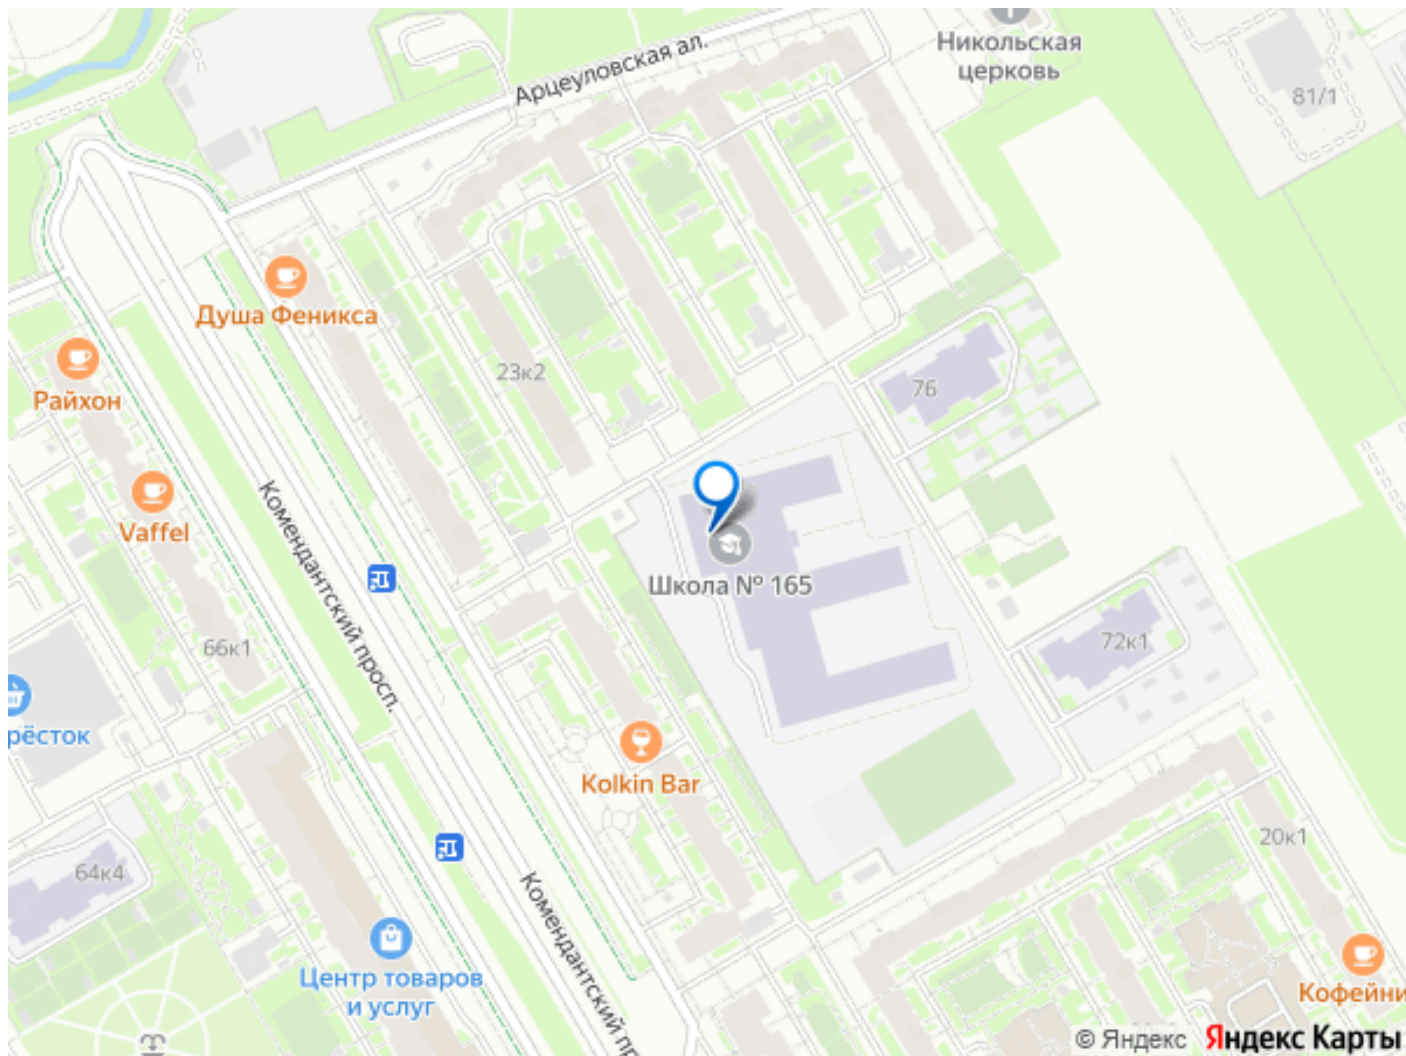 Никольская
церковь
Арцеуловская ал.
81/1
Душа Феникса
Райхон
23к2
76
Vaffel
Комендантский просп.
Школа № 165
66к1
72к1
рёсток
Kolkin Bar
20к1
64к4
Комендантский пр
Центр товаров
и услуг
Кофейни
© Яндекс Яндекс Карты